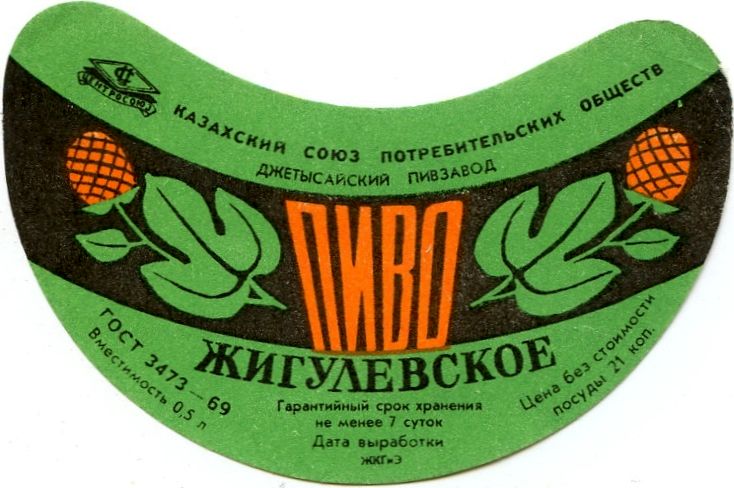 ЦЕНТРОСОЮЗ
КАЗАХСКИЙ СОЮЗ ПОТРЕБИТЕЛЬСКИХ ОБЩЕСТВ
ДЖЕТЫСАЙСКИЙ ПИВЗАВОД
ПИВО
ЖИГУЛЕВСКОЕ
ГОСТ 3473—69
Вместимость 0,5 л
Гарантийный срок хранения
не менее 7 суток
Дата выработки
ЖКГиЭ
Цена без стоимости
посуды 21 коп.